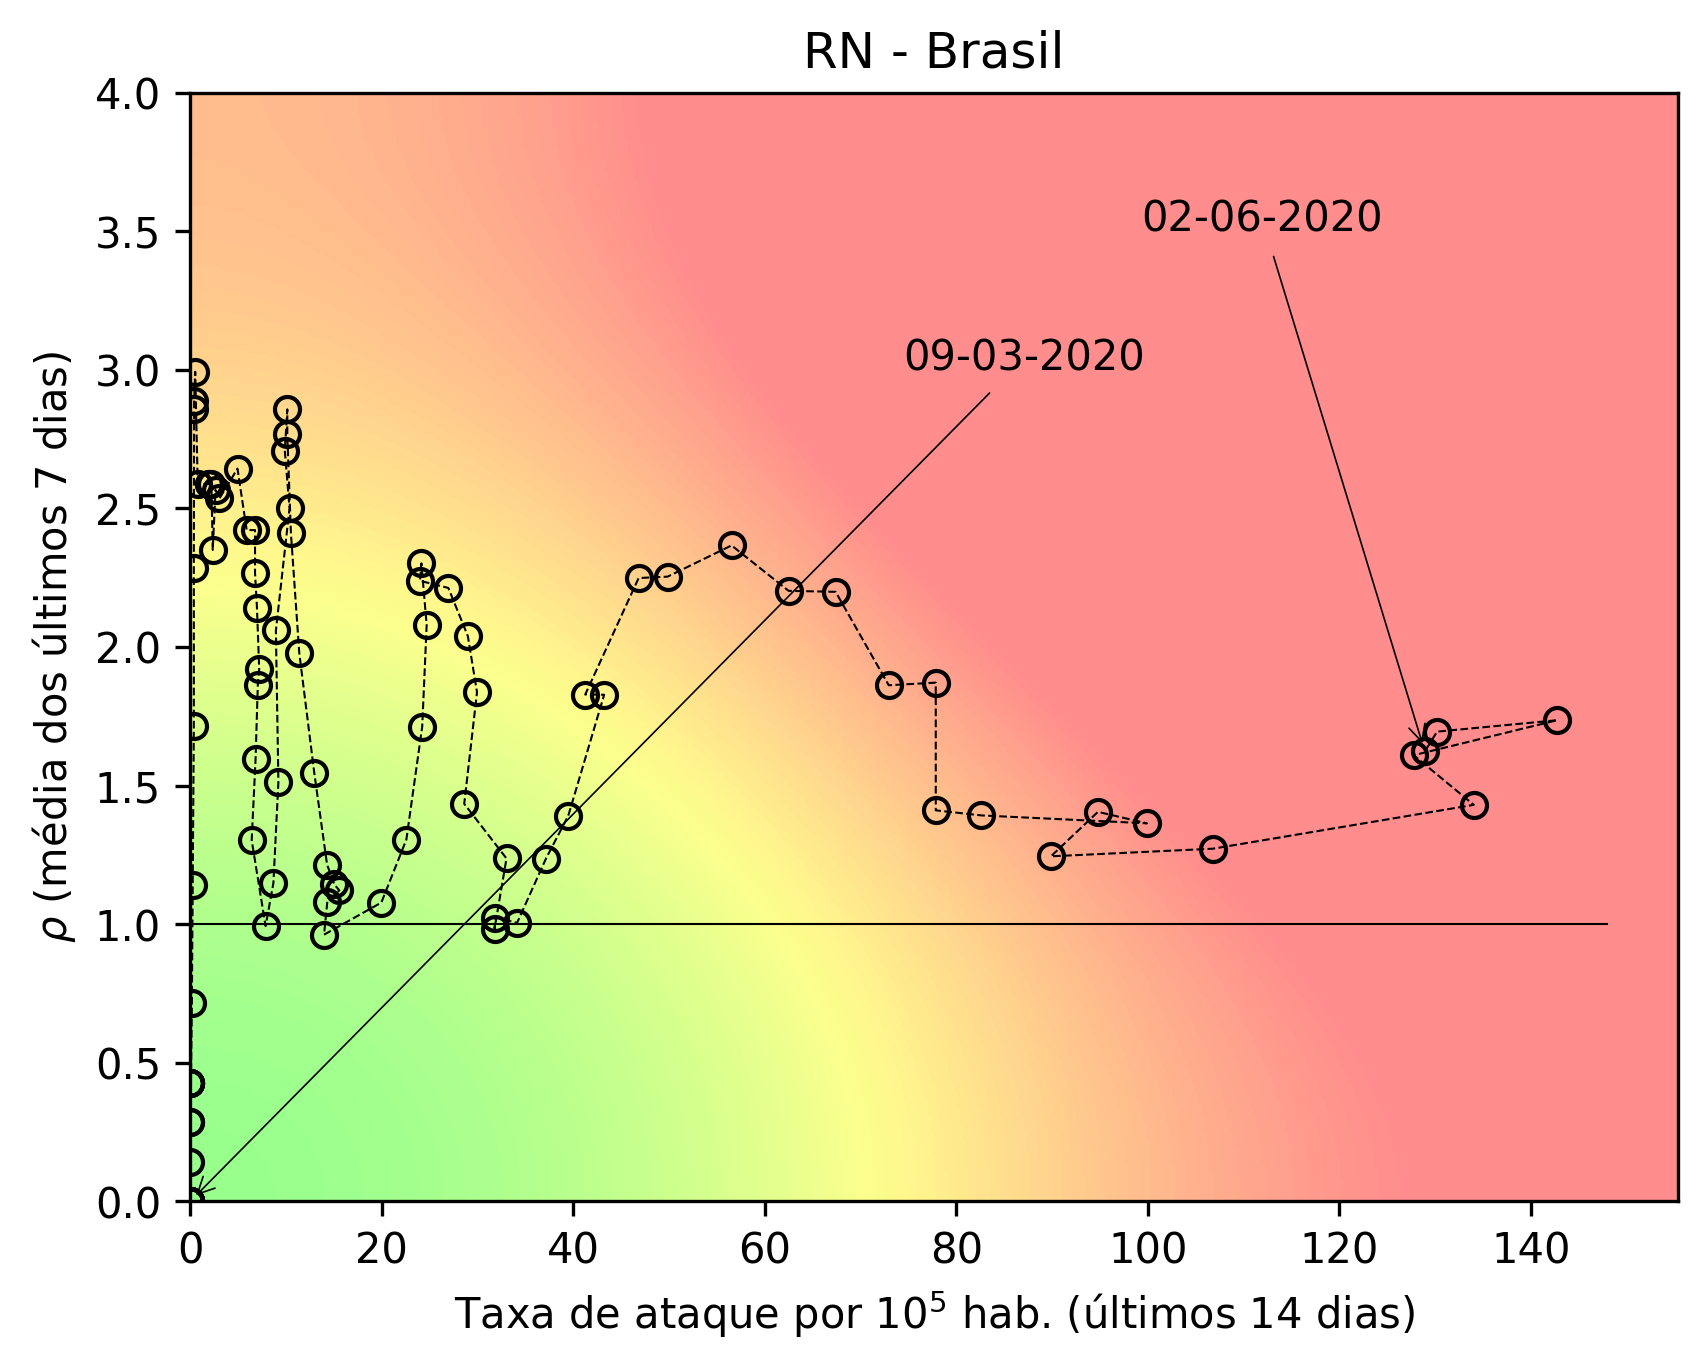 RN - Brasil
4.0
3.5
3.0
2.5
2.0
1.5
1.0
0.5
0.0
ρ (média dos últimos 7 dias)
02-06-2020
09-03-2020
0 20 40 60 80 100 120 140
Taxa de ataque por 10⁵ hab. (últimos 14 dias)